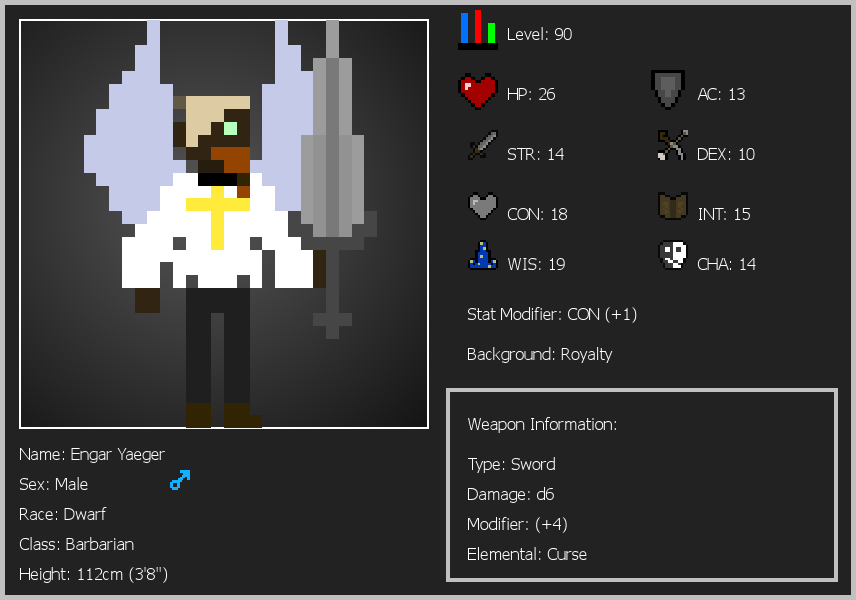 Level: 90
HP: 26
AC: 13
STR: 14
DEX: 10
CON: 18
INT: 15
WIS: 19
CHA: 14
Stat Modifier: CON (+1)
Background: Royalty
Weapon Information:
Type: Sword
Damage: d6
Modifier: (+4)
Elemental: Curse
Name: Engar Yaeger
Sex: Male
Race: Dwarf
Class: Barbarian
Height: 112cm (3'8")